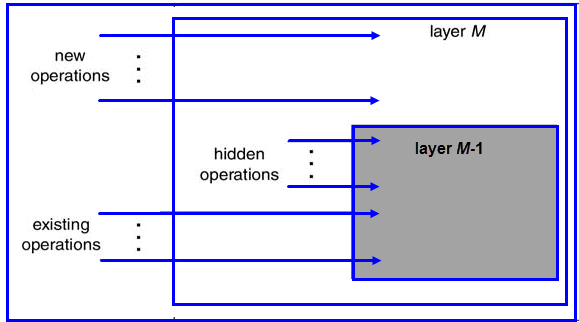 layer M
new
operations
layer M-1
hidden
operations
existing
operations